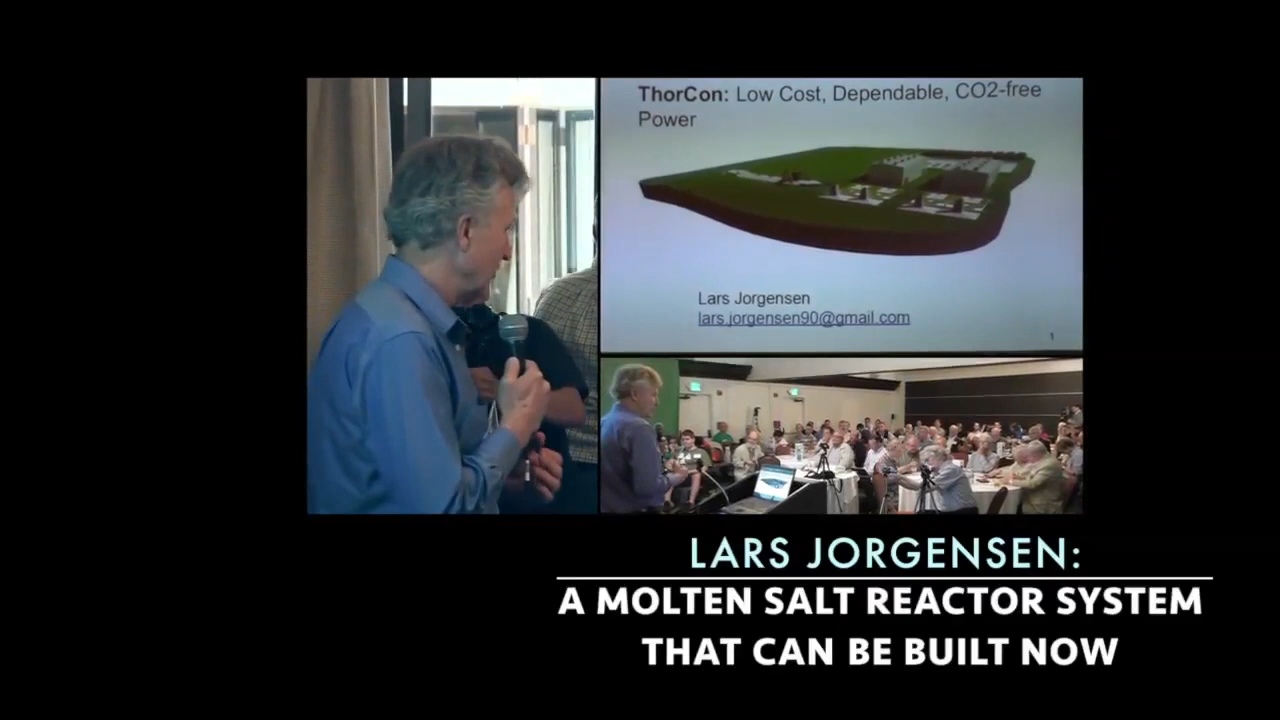 ThorCon: Low Cost, Dependable, CO2-free
Power
Lars Jorgensen
lars.jorgensen90@gmail.com
1
LARS JORGENSEN:
A MOLTEN SALT REACTOR SYSTEM
THAT CAN BE BUILT NOW